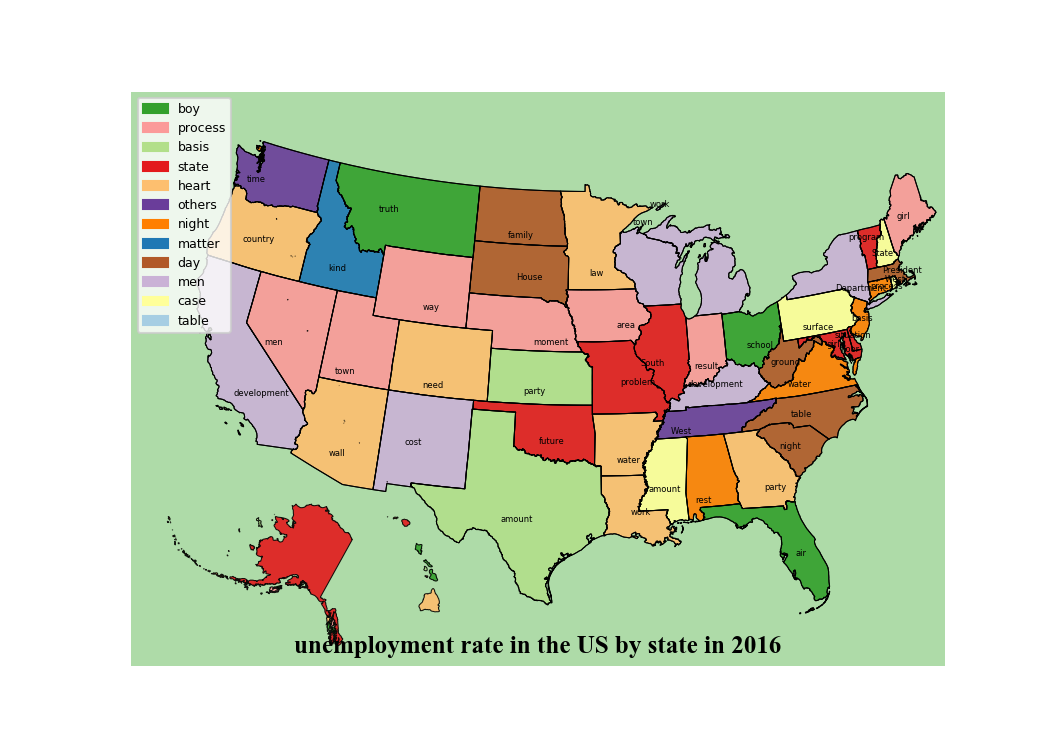 boy
process
basis
state
heart
others
night
matter
day
men
case
table
time
country
kind
truth
family
House
way
men
town
development
wall
need
cost
moment
party
future
amount
law
work
town
area
South
problem
water
work
result
development
school
ground
West
amount
rest
party
air
night
table
water
surface
Department
program
State
girl
President
West
process
basis
situation
unemployment rate in the US by state in 2016